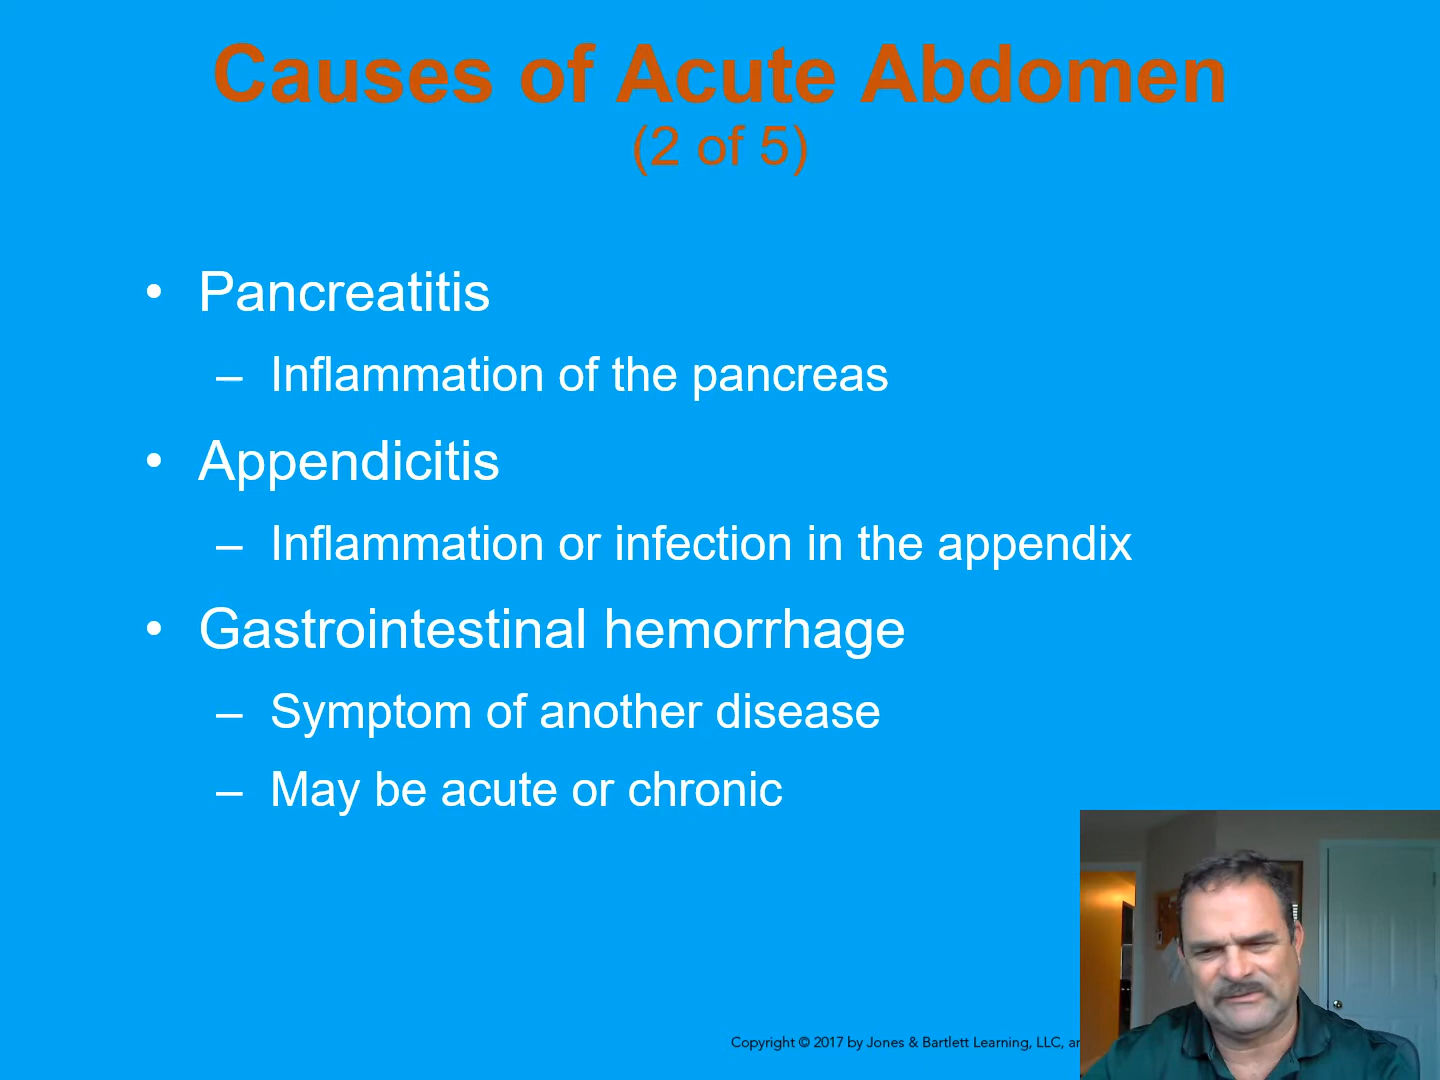 Causes of Acute Abdomen
(2 of 5)
• Pancreatitis
– Inflammation of the pancreas
• Appendicitis
– Inflammation or infection in the appendix
• Gastrointestinal hemorrhage
– Symptom of another disease
– May be acute or chronic
Copyright © 2017 by Jones & Bartlett Learning, LLC,